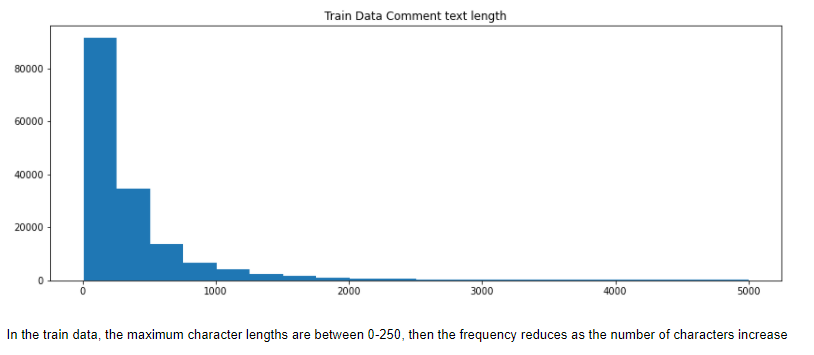 Train Data Comment text length
80000
60000
40000
20000
0
0 1000 2000 3000 4000 5000
In the train data, the maximum character lengths are between 0-250, then the frequency reduces as the number of characters increase